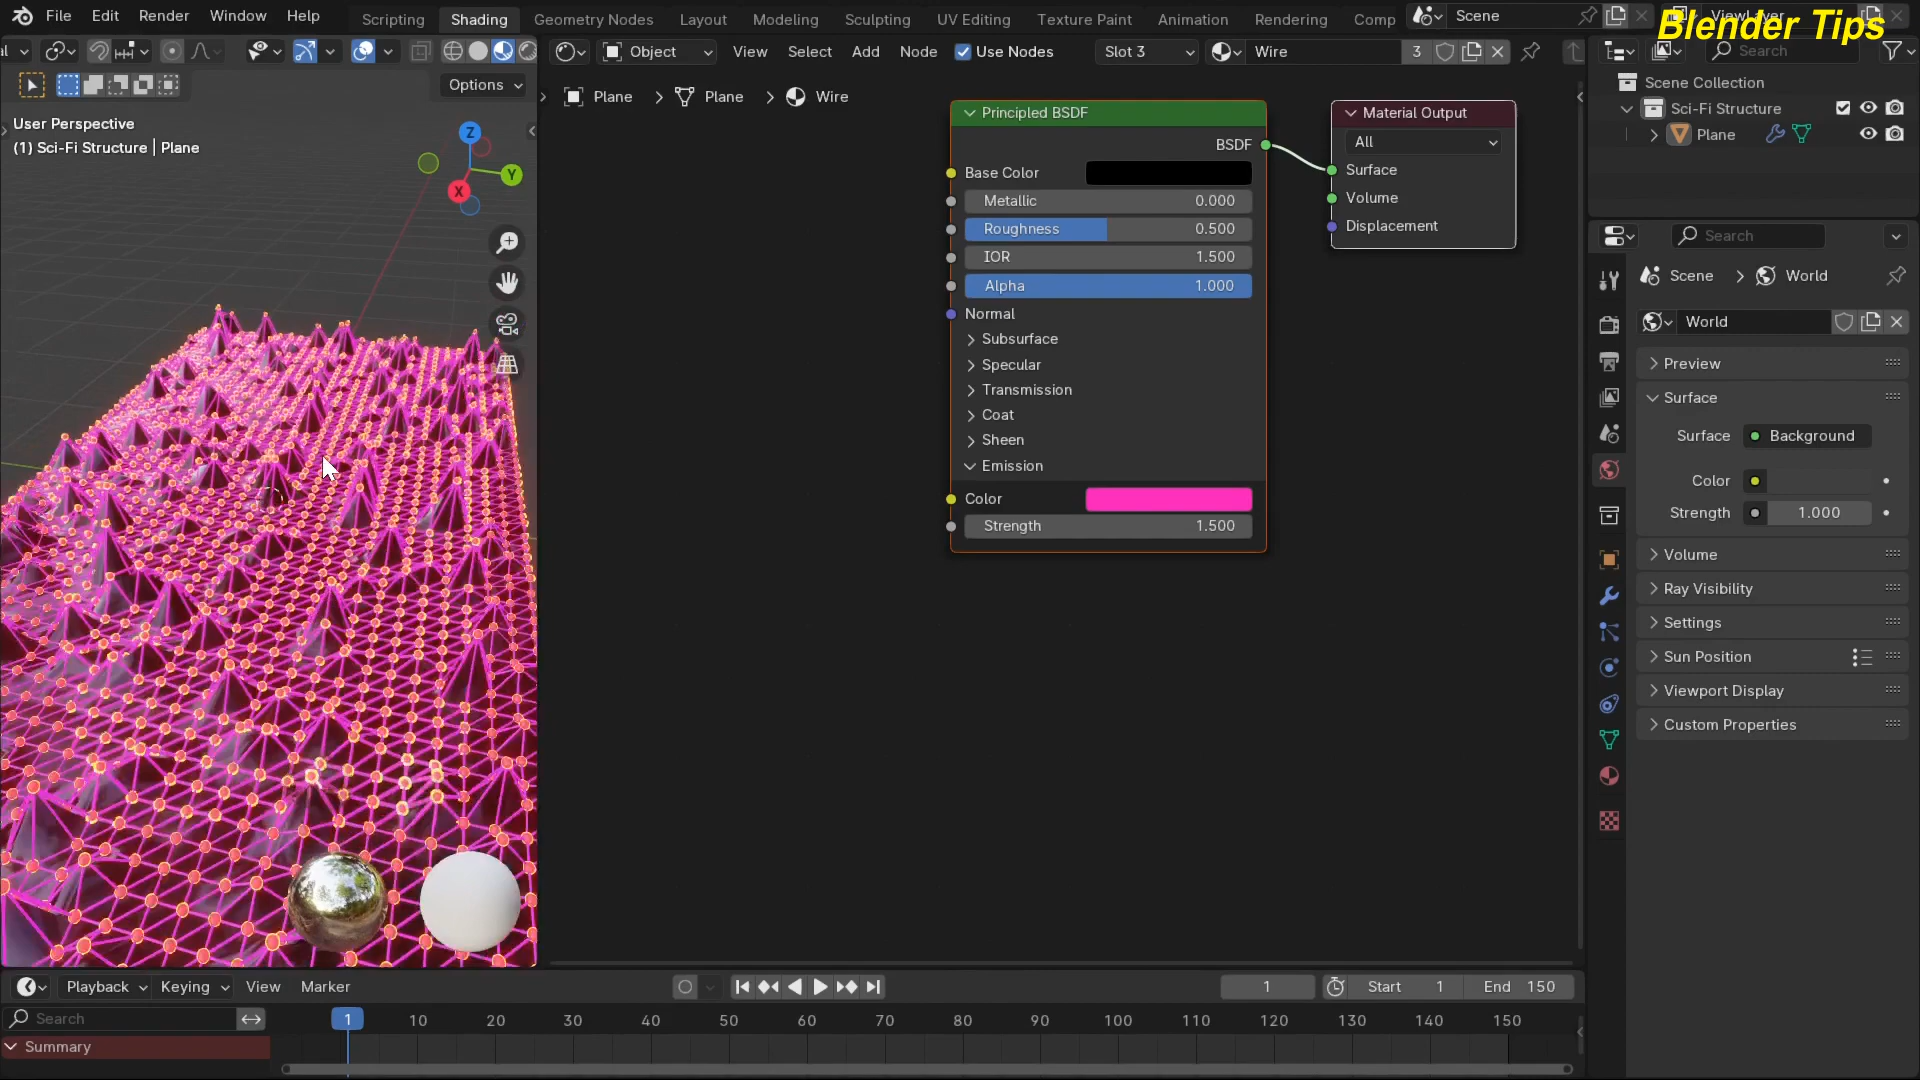 File Edit Render Window Help Scripting Shading Geometry Nodes Layout Modeling Sculpting UV Editing Texture Paint Animation Rendering Comp Scene
Blender Tips
Object View Select Add Node Use Nodes Slot 3 Wire 3 Search
Options
Plane Plane Wire
User Perspective
(1) Sci-Fi Structure | Plane
Z
Y
X
Principled BSDF
BSDF
Base Color
Metallic 0.000
Roughness 0.500
IOR 1.500
Alpha 1.000
Normal
Subsurface
Specular
Transmission
Coat
Sheen
Emission
Color
Strength 1.500
Material Output
All
Surface
Volume
Displacement
Scene Collection
Sci-Fi Structure
Plane
Search
Scene World
World
Preview
Surface
Surface Background
Color
Strength 1.000
Volume
Ray Visibility
Settings
Sun Position
Viewport Display
Custom Properties
Playback Keying View Marker 1 Start 1 End 150
Search 1 10 20 30 40 50 60 70 80 90 100 110 120 130 140 150
Summary